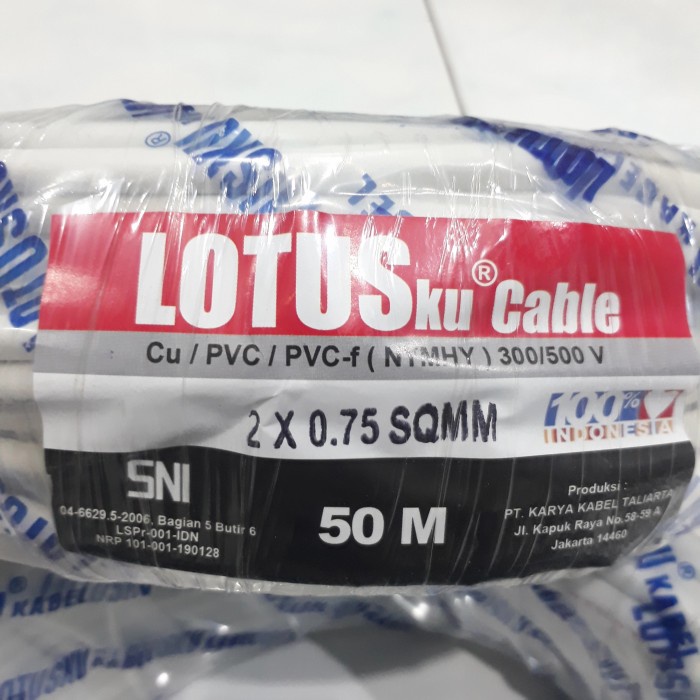 LOTUSku® Cable
Cu / PVC / PVC-f ( NYMHY ) 300/500 V
2 X 0.75 SQMM
100%
INDONESIA
SNI
04-6629.5-2006, Bagian 5 Butir 6
LSPr-001-IDN
NRP 101-001-190128
50 M
Produksi :
PT. KARYA KABEL TALIARTA
Jl. Kapuk Raya No.58-59 A
Jakarta 14460
KABEL
LOTUSKU